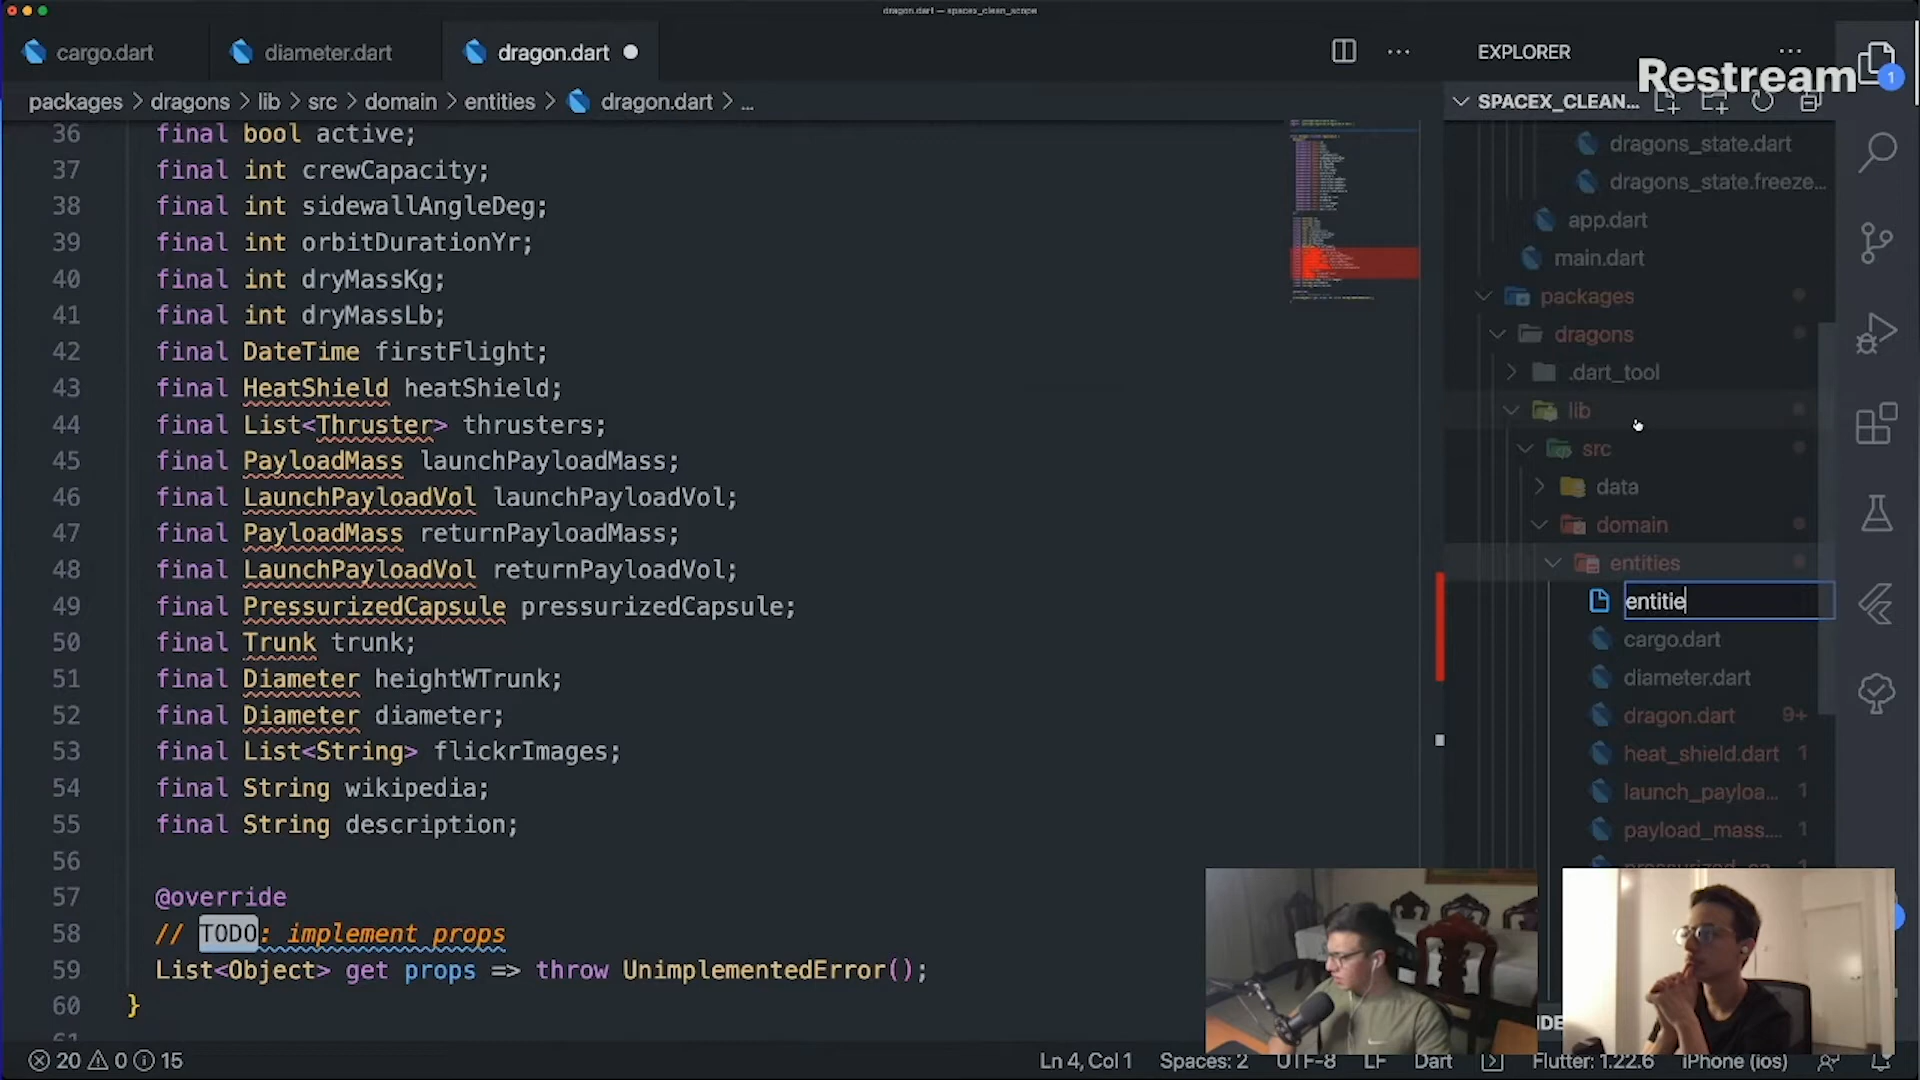 dragon.dart — spacex_clean_scope
cargo.dart
diameter.dart
dragon.dart
EXPLORER
Restream
1
packages > dragons > lib > src > domain > entities > dragon.dart > ...
SPACEX_CLEAN...
36 final bool active;
37 final int crewCapacity;
38 final int sidewallAngleDeg;
39 final int orbitDurationYr;
40 final int dryMassKg;
41 final int dryMassLb;
42 final DateTime firstFlight;
43 final HeatShield heatShield;
44 final List<Thruster> thrusters;
45 final PayloadMass launchPayloadMass;
46 final LaunchPayloadVol launchPayloadVol;
47 final PayloadMass returnPayloadMass;
48 final LaunchPayloadVol returnPayloadVol;
49 final PressurizedCapsule pressurizedCapsule;
50 final Trunk trunk;
51 final Diameter heightWTrunk;
52 final Diameter diameter;
53 final List<String> flickrImages;
54 final String wikipedia;
55 final String description;
56
57 @override
58 // TODO: implement props
59 List<Object> get props => throw UnimplementedError();
60 }
61
dragons_state.dart
dragons_state.freeze...
app.dart
main.dart
packages
dragons
.dart_tool
lib
src
data
domain
entities
entitie
cargo.dart
diameter.dart
dragon.dart 9+
heat_shield.dart 1
launch_payloa... 1
payload_mass.... 1
20 0 15
Ln 4, Col 1
Spaces: 2
UTF-8
LF
Dart
Flutter: 1.22.6
iPhone (ios)